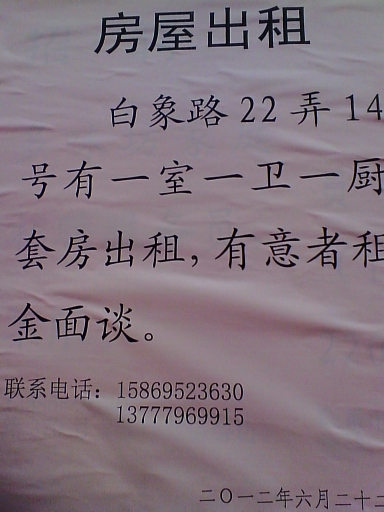 房屋出租
白象路22弄14
号有一室一卫一厨
套房出租,有意者租
金面谈。
联系电话：15869523630
13777969915
二〇一二年六月二十二